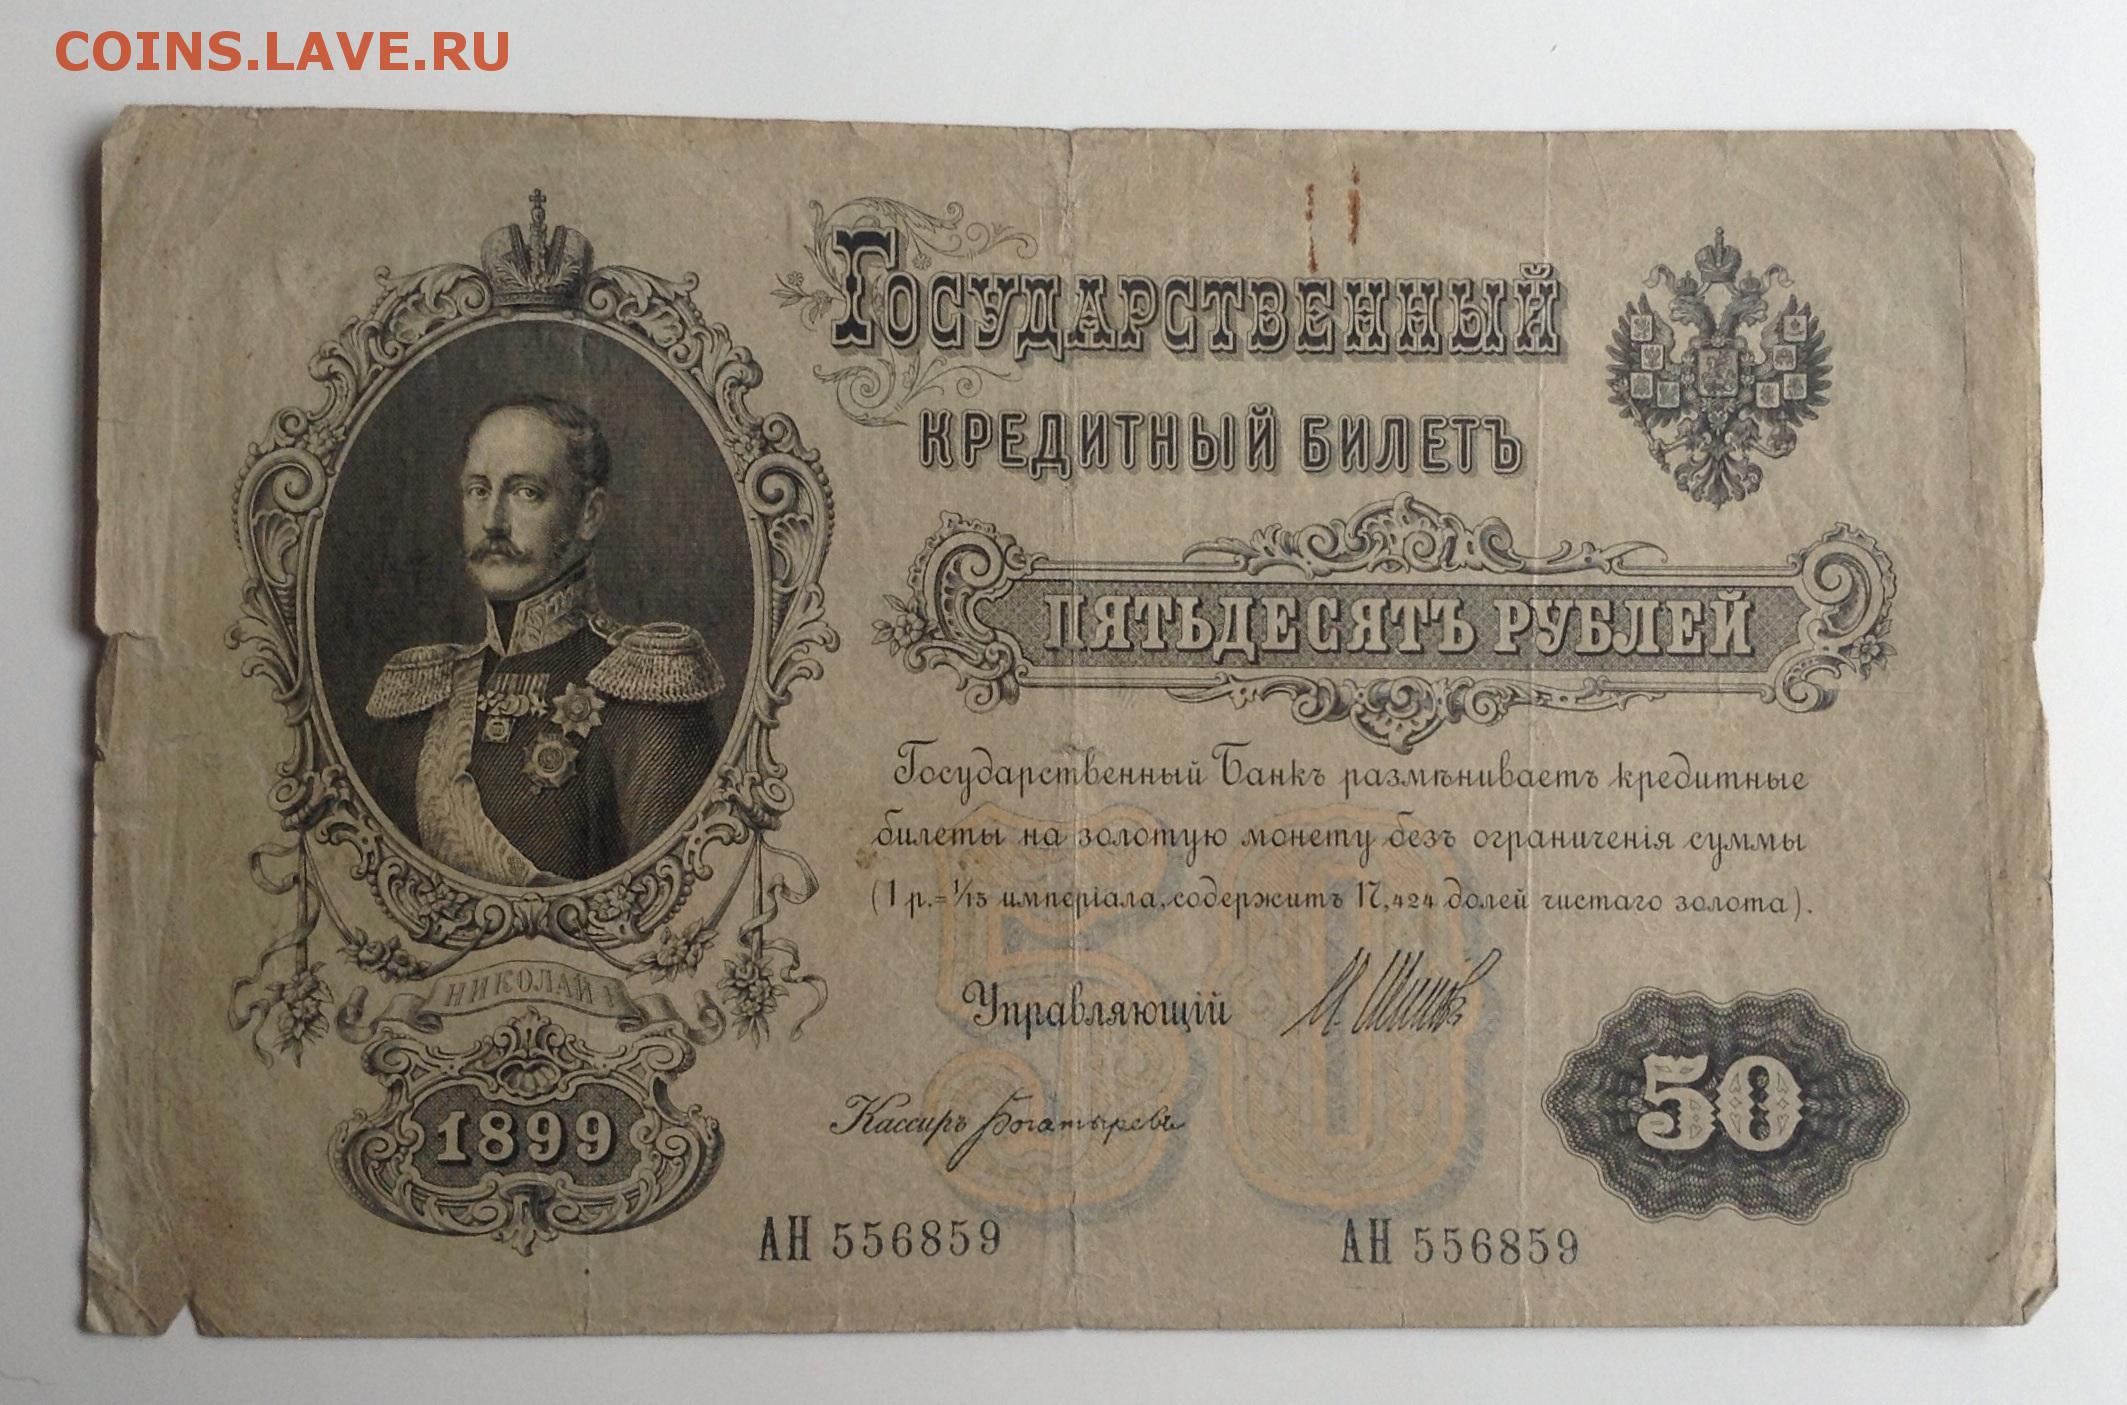 COINS.LAVE.RU
ГОСУДАРСТВЕННЫЙ
КРЕДИТНЫЙ БИЛЕТЪ
ПЯТЬДЕСЯТЪ РУБЛЕЙ
Государственный Банкъ размѣниваетъ кредитные
билеты на золотую монету безъ ограниченія суммы
(1 р.=1/15 имперіала, содержитъ 17,424 долей чистаго золота).
50
Управляющій И. Шиповъ
Кассиръ Богатыревъ
НИКОЛАЙ I
1899
50
АН 556859 АН 556859